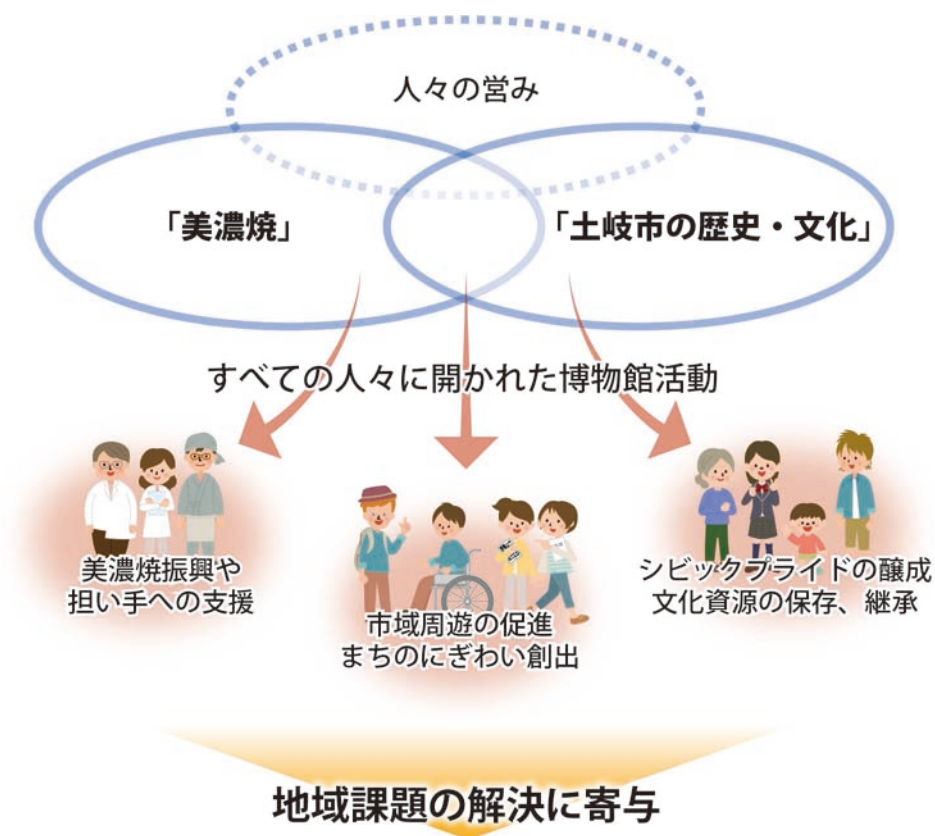 人々の営み
「美濃焼」
「土岐市の歴史・文化」
すべての人々に開かれた博物館活動
美濃焼振興や
担い手への支援
市域周遊の促進
まちのにぎわい創出
シビックプライドの醸成
文化資源の保存、継承
地域課題の解決に寄与